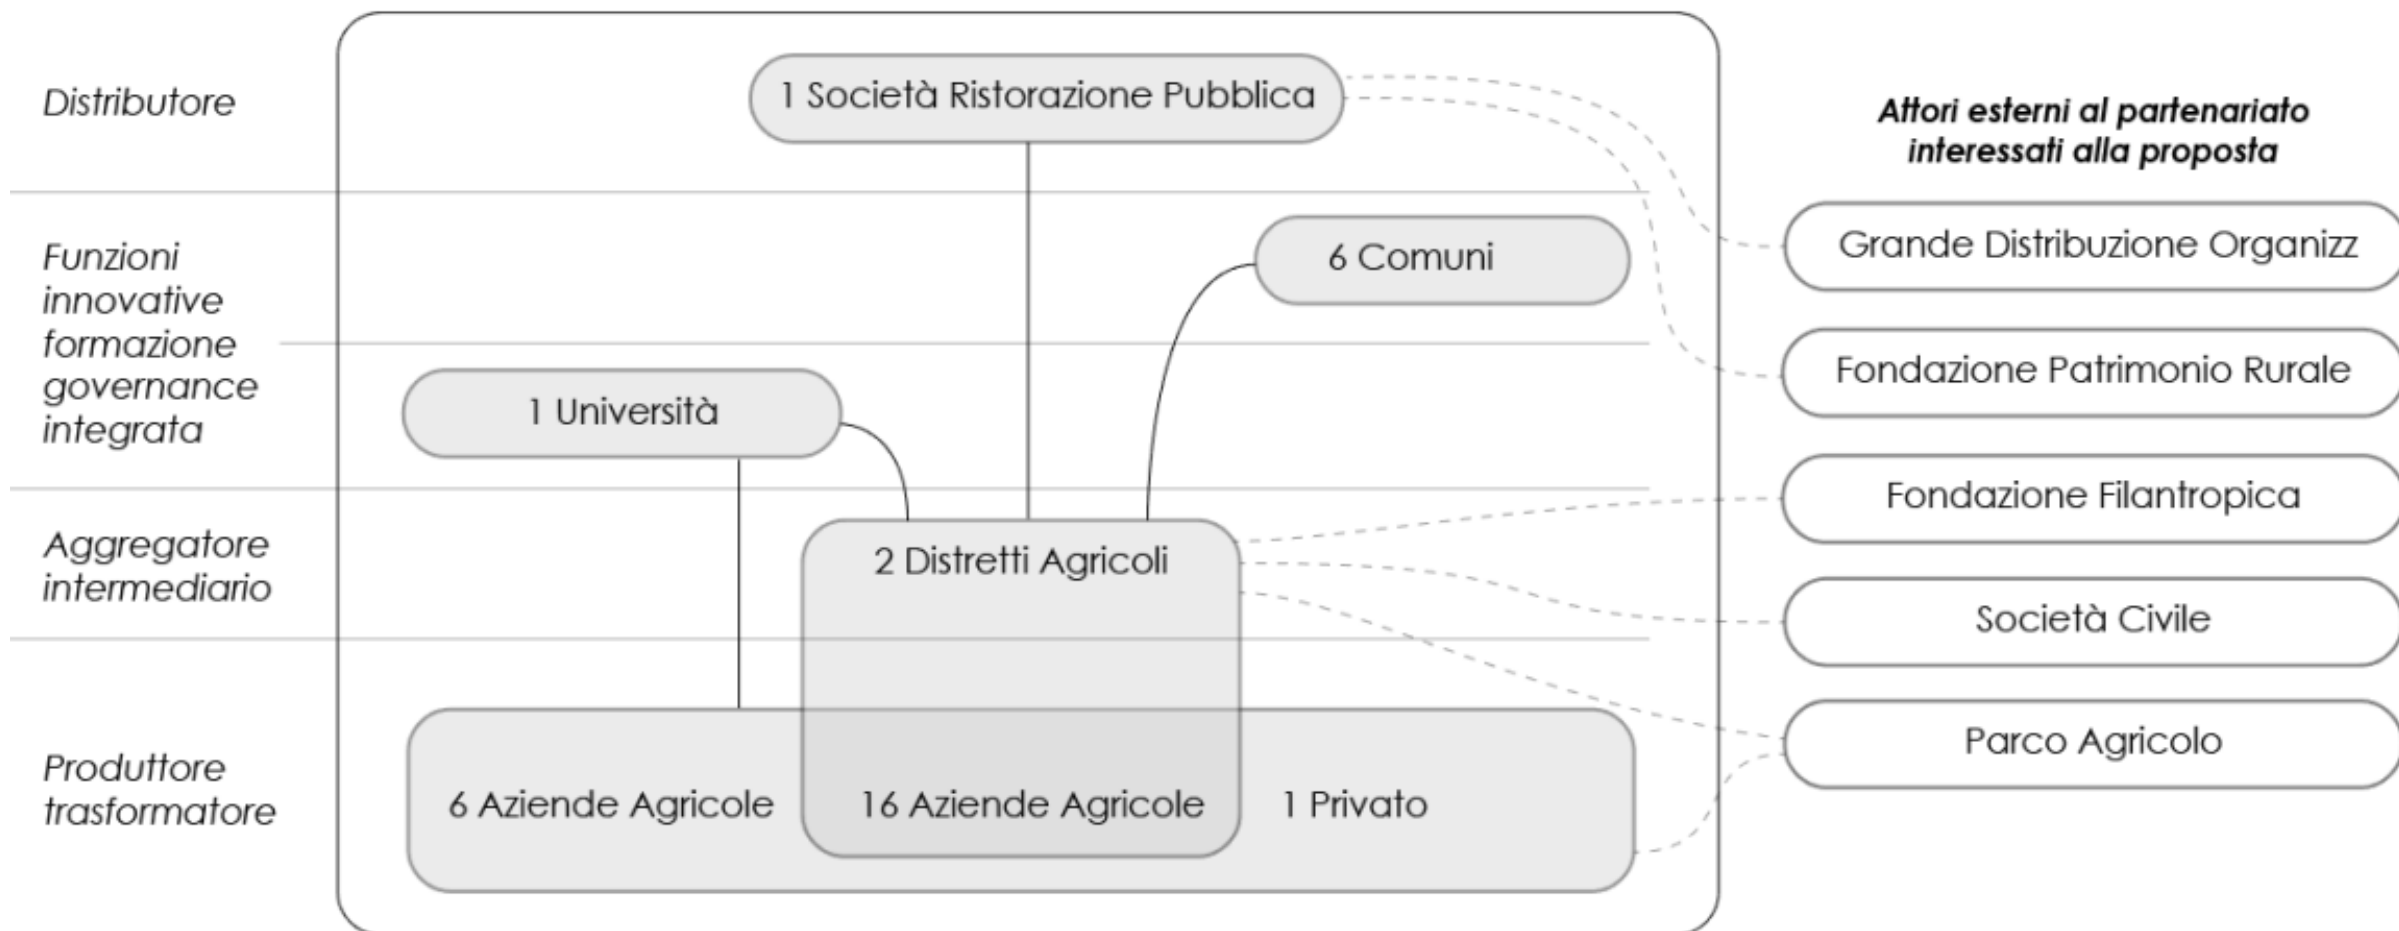 Distributore
1 Società Ristorazione Pubblica
Attori esterni al partenariato
interessati alla proposta
Funzioni
innovative
formazione
governance
integrata
6 Comuni
1 Università
Grande Distribuzione Organizz
Fondazione Patrimonio Rurale
Fondazione Filantropica
Società Civile
Parco Agricolo
Aggregatore
intermediario
2 Distretti Agricoli
Produttore
trasformatore
6 Aziende Agricole
16 Aziende Agricole
1 Privato